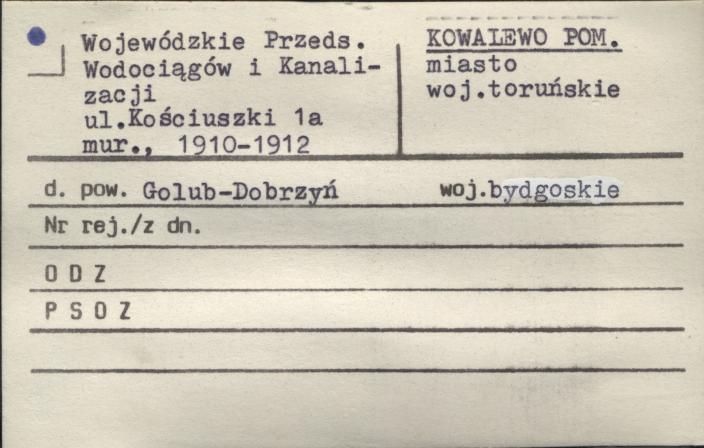 Wojewódzkie Przeds.
Wodociągów i Kanali-
zacji
ul.Kościuszki 1a
mur., 1910-1912
KOWALEWO POM.
miasto
woj.toruńskie
d. pow. Golub-Dobrzyń woj.bydgoskie
Nr rej./z dn.
O D Z
P S O Z